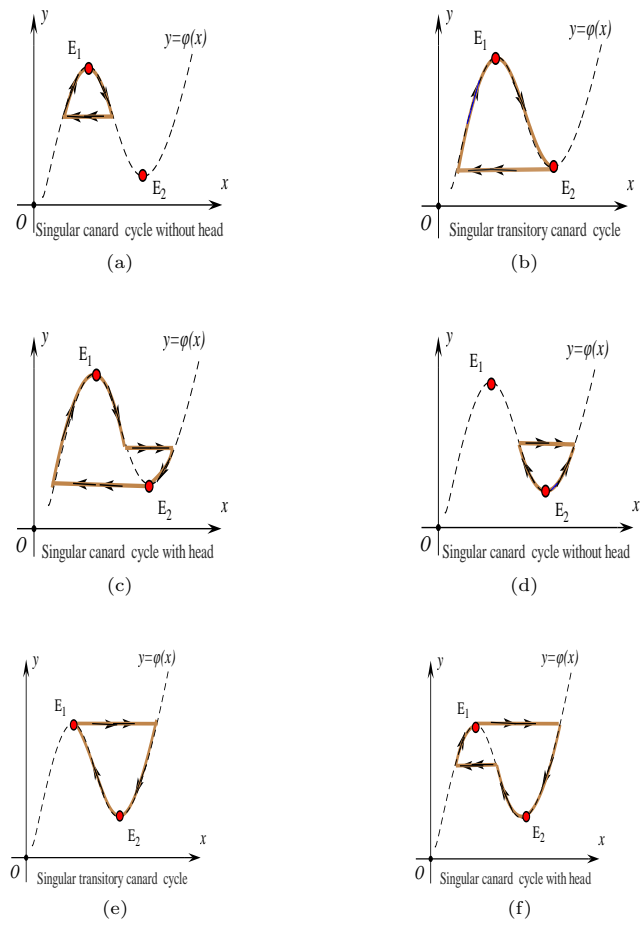 y
y=φ(x)
E1
E2
x
O
Singular canard cycle without head
(a)
y
y=φ(x)
E1
E2
x
O
Singular transitory canard cycle
(b)
y
y=φ(x)
E1
E2
x
O
Singular canard cycle with head
(c)
y
y=φ(x)
E1
E2
x
O
Singular canard cycle without head
(d)
y
y=φ(x)
E1
E2
x
O
Singular transitory canard cycle
(e)
y
y=φ(x)
E1
E2
x
O
Singular canard cycle with head
(f)